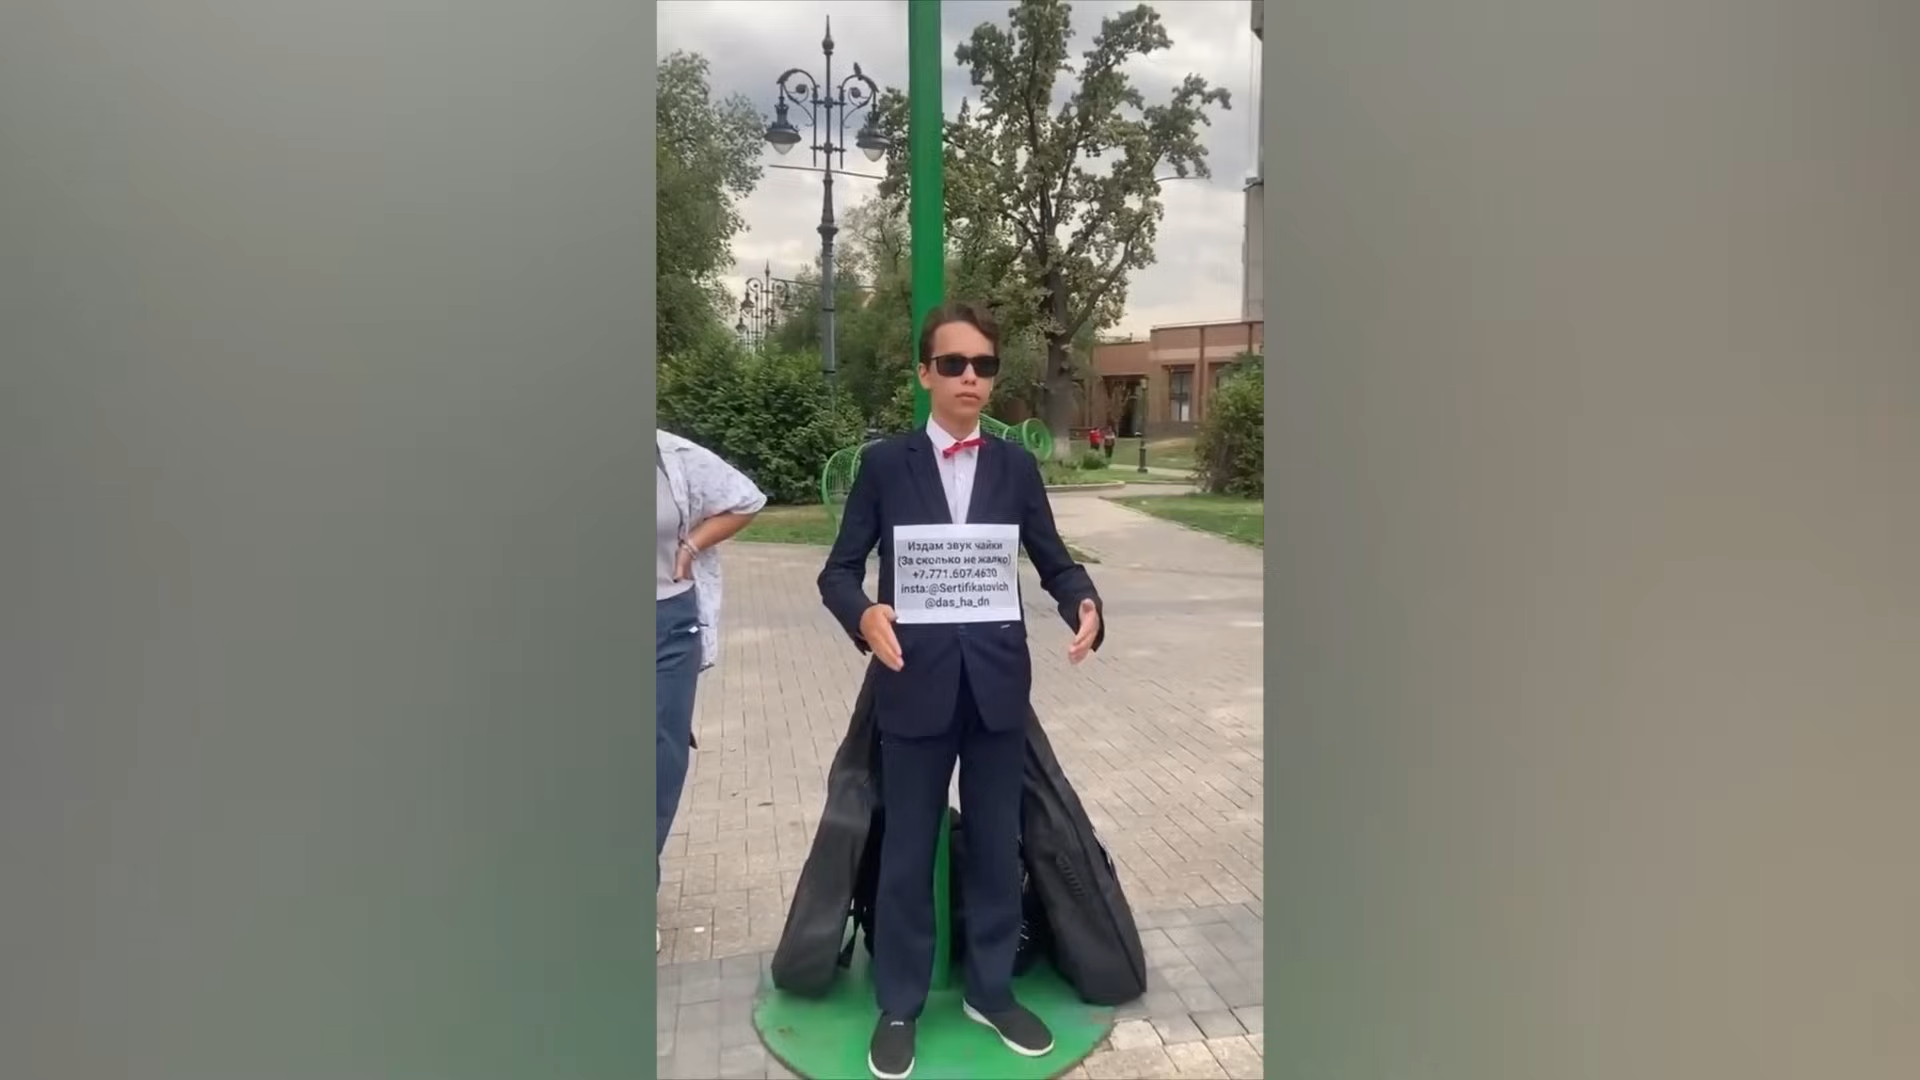 Издам звук чайки
(За сколько не жалко)
+7.771.607.4630
insta:@Sertifikatovich
@das_ha_dn